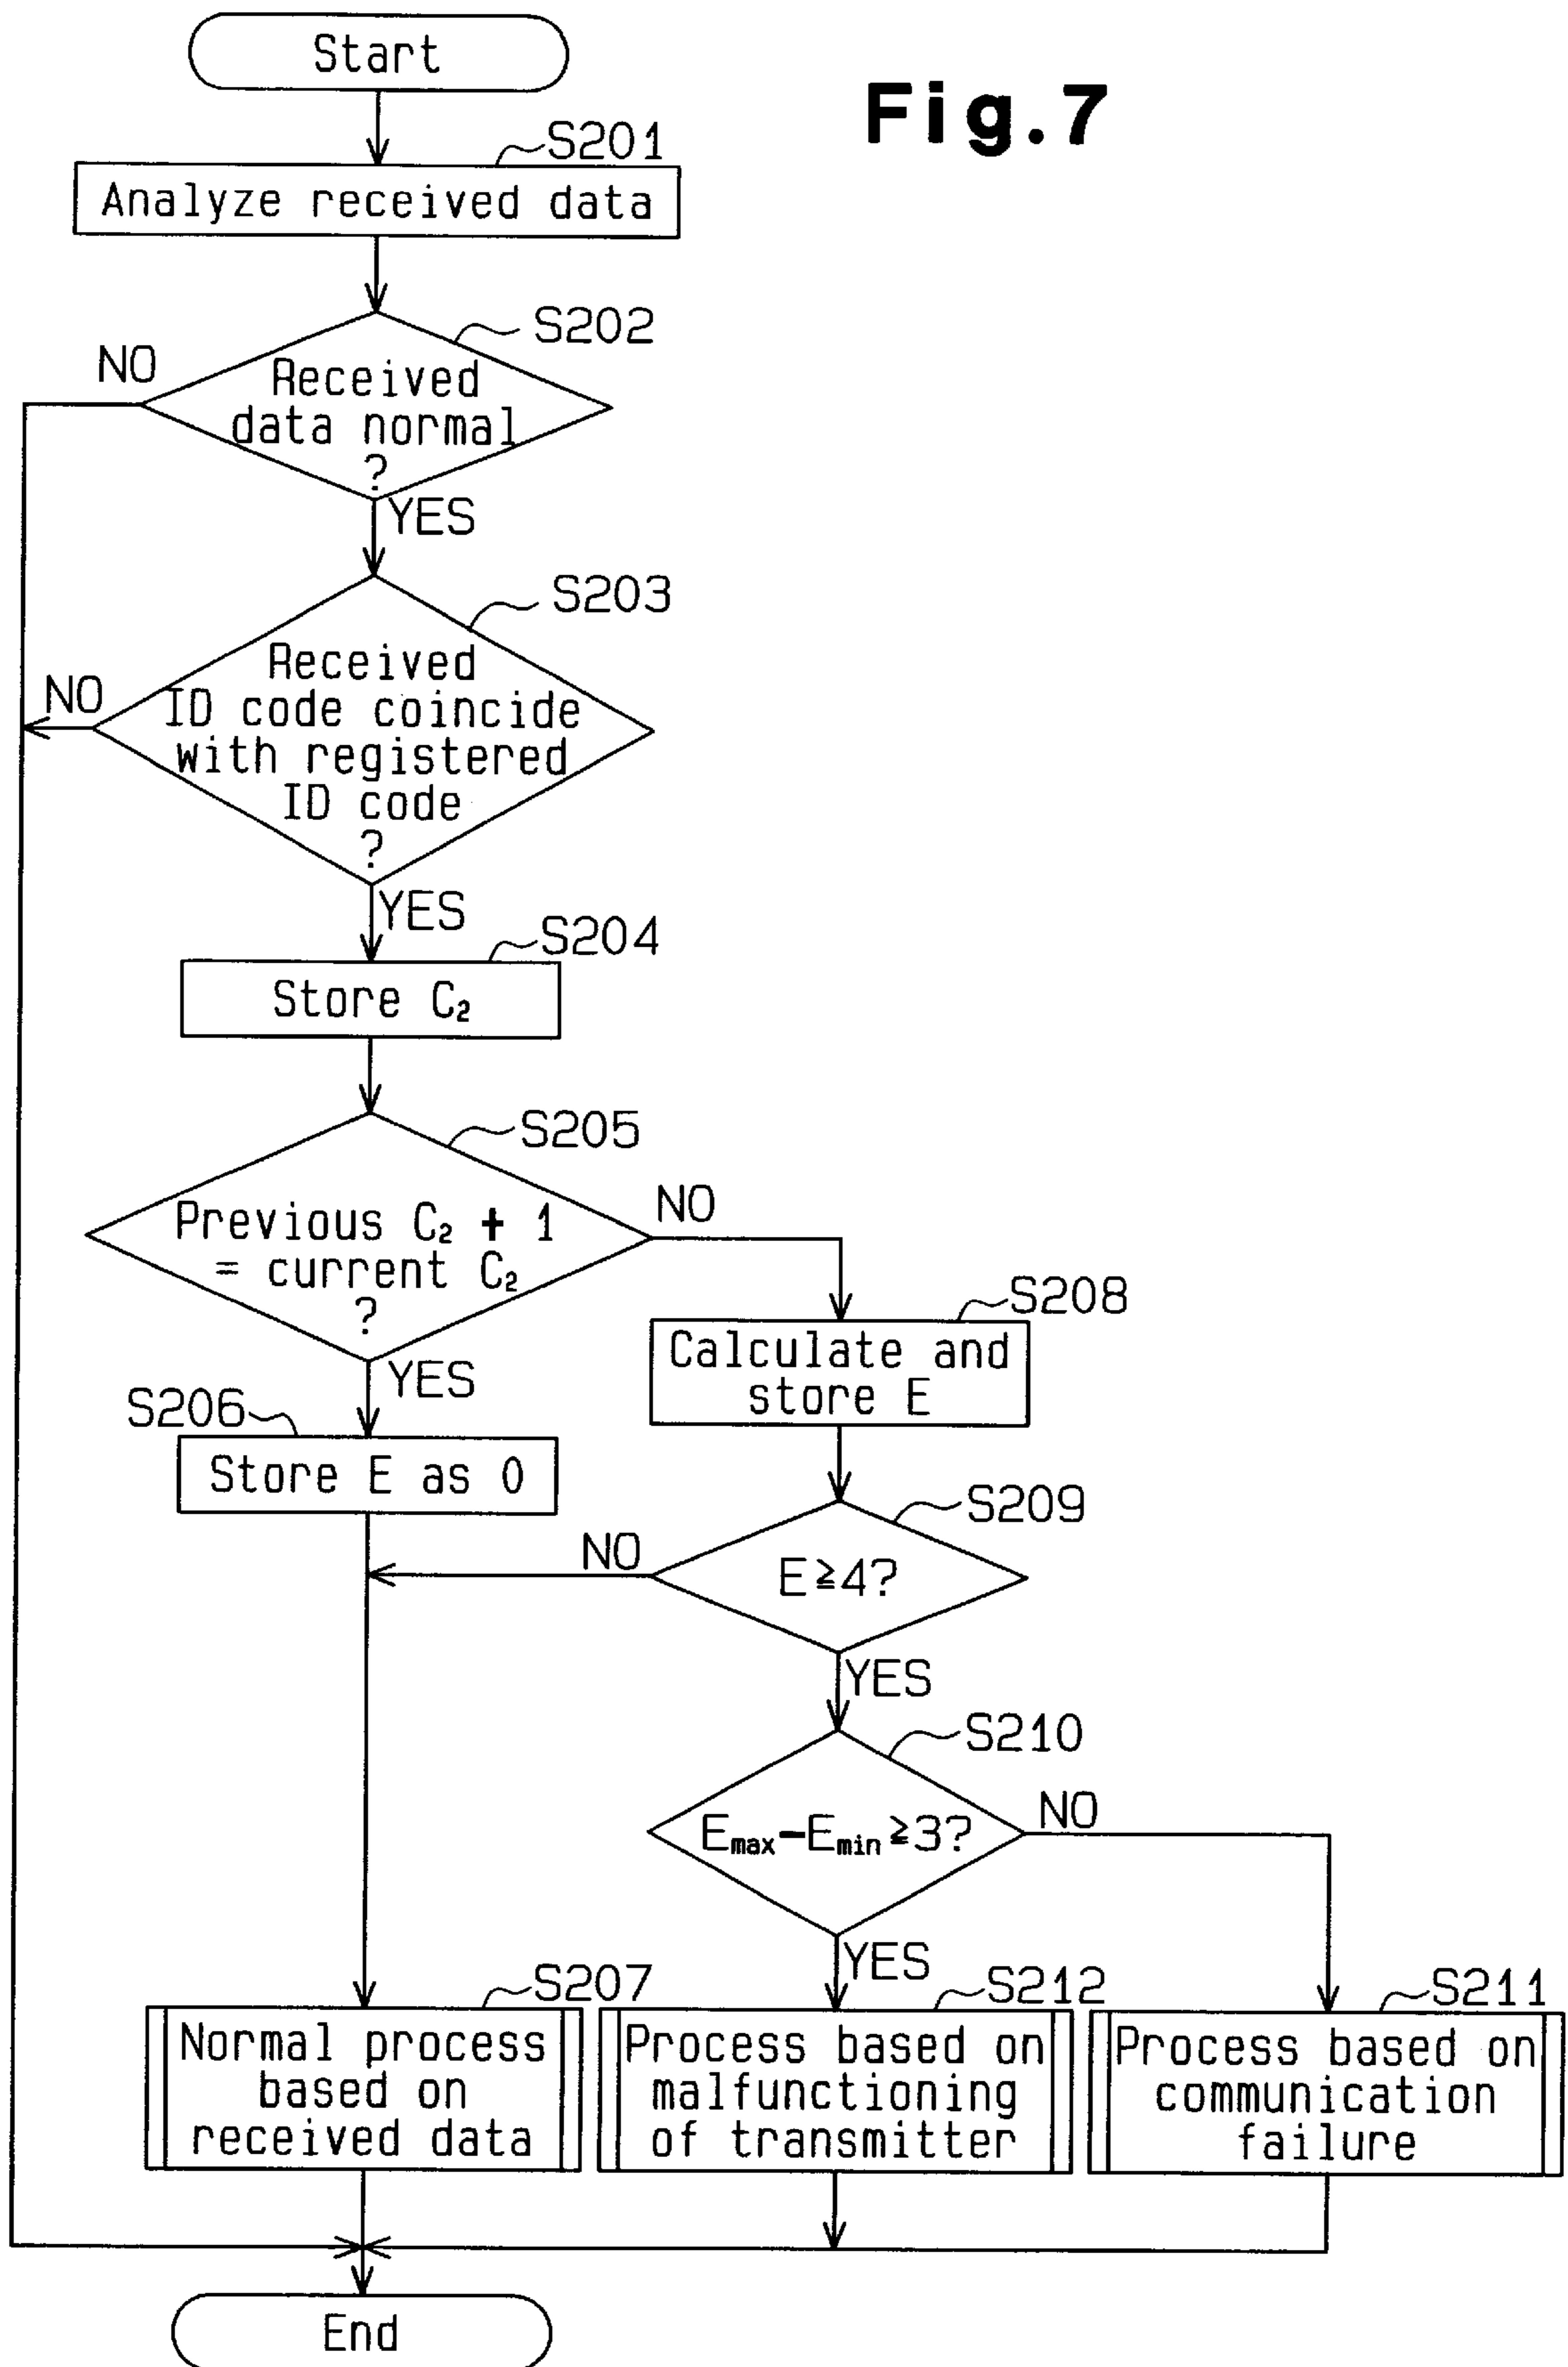 Start
Fig.7
S201
Analyze received data
S202
NO
Received
data normal
?
YES
S203
NO
Received
ID code coincide
with registered
ID code
?
YES
S204
Store C₂
S205
Previous C₂ + 1
= current C₂
?
NO
YES
S208
Calculate and
store E
S206
Store E as 0
S209
NO
E≧4?
YES
S210
Emax−Emin≧3?
NO
YES
S207
Normal process
based on
received data
S212
Process based on
malfunctioning
of transmitter
S211
Process based on
communication
failure
End